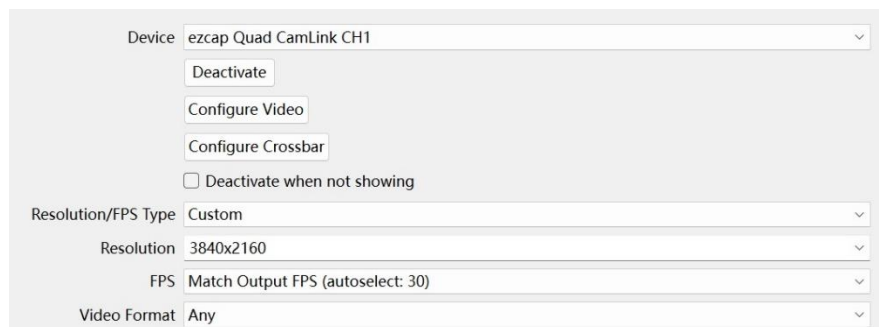 Device ezcap Quad CamLink CH1
Deactivate
Configure Video
Configure Crossbar
Deactivate when not showing
Resolution/FPS Type Custom
Resolution 3840x2160
FPS Match Output FPS (autoselect: 30)
Video Format Any